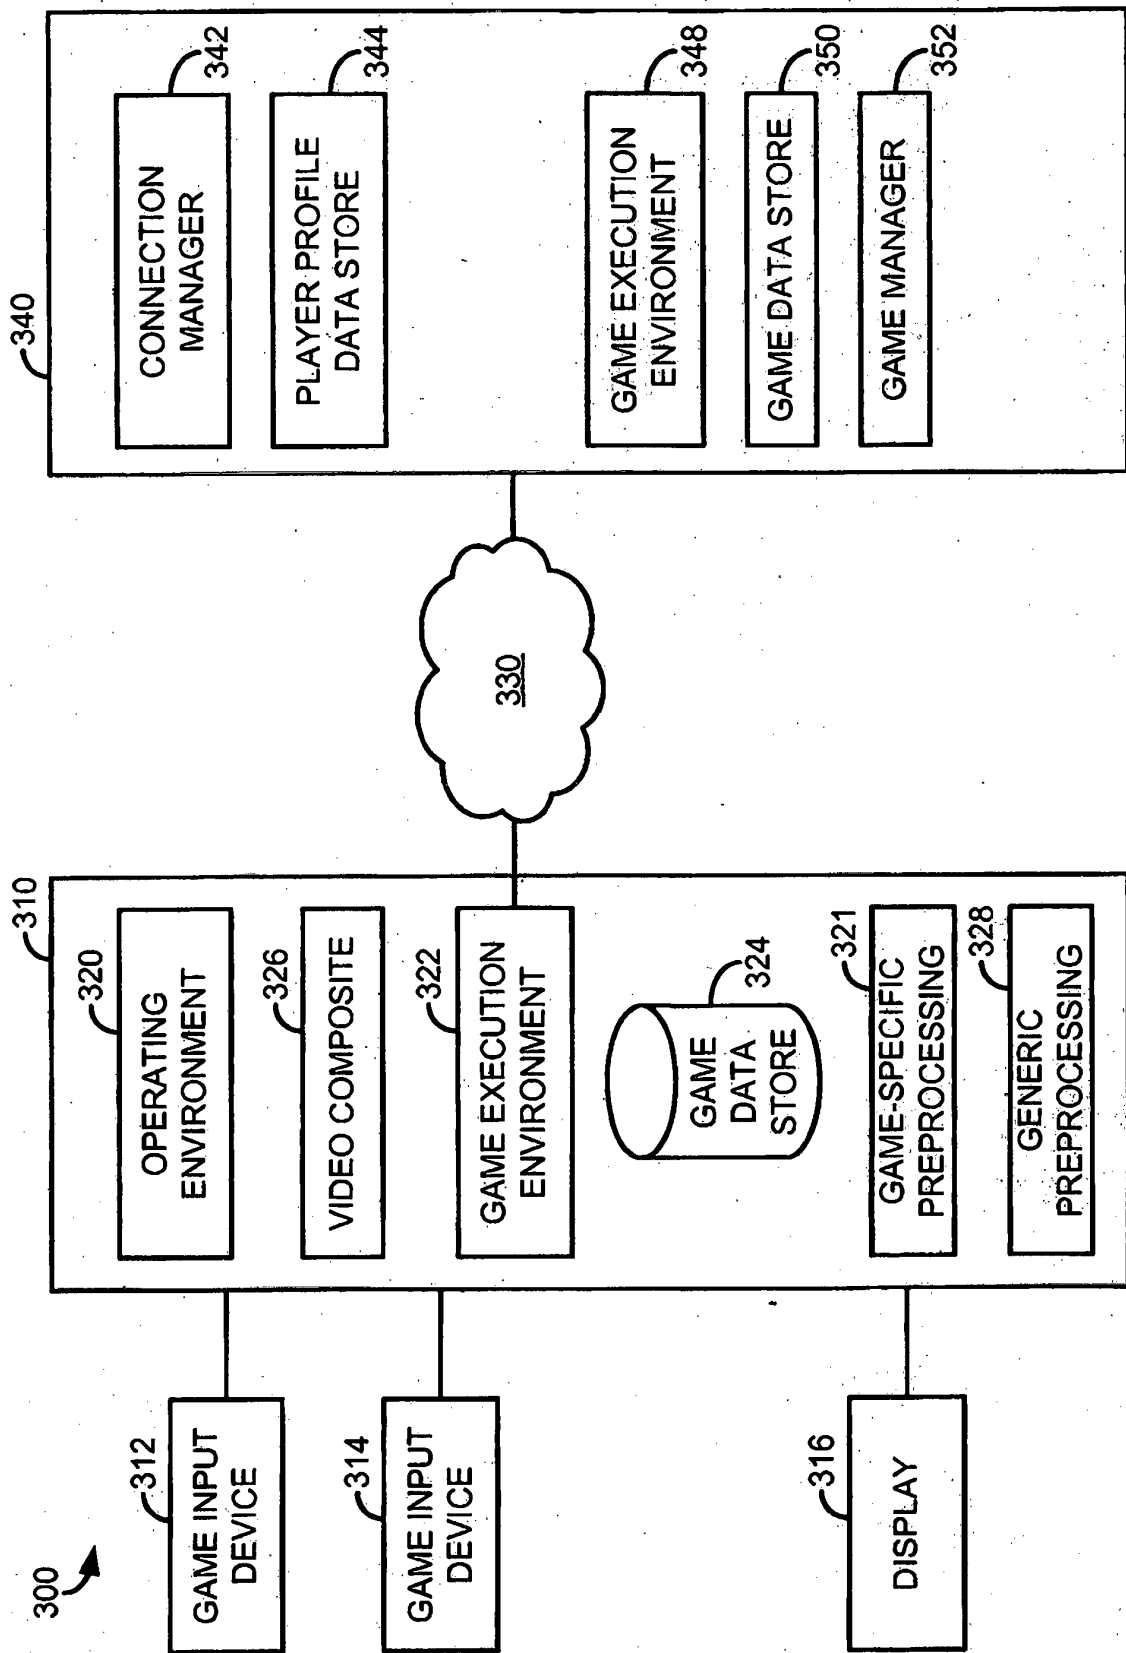 300
312
GAME INPUT
DEVICE
314
GAME INPUT
DEVICE
316
DISPLAY
310
320
OPERATING
ENVIRONMENT
326
VIDEO COMPOSITE
322
GAME EXECUTION
ENVIRONMENT
324
GAME
DATA
STORE
321
GAME-SPECIFIC
PREPROCESSING
328
GENERIC
PREPROCESSING
330
340
342
CONNECTION
MANAGER
344
PLAYER PROFILE
DATA STORE
348
GAME EXECUTION
ENVIRONMENT
350
GAME DATA STORE
352
GAME MANAGER